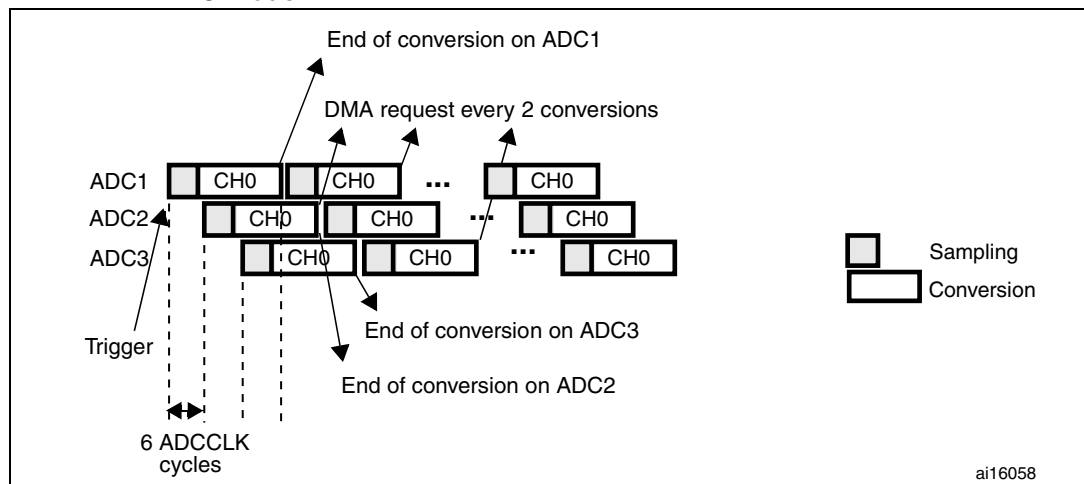 End of conversion on ADC1
DMA request every 2 conversions
ADC1 CH0 CH0 ... CH0
ADC2 CH0 CH0 ... CH0
ADC3 CH0 CH0 ... CH0
Sampling
Conversion
End of conversion on ADC3
Trigger
End of conversion on ADC2
6 ADCCLK
cycles
ai16058